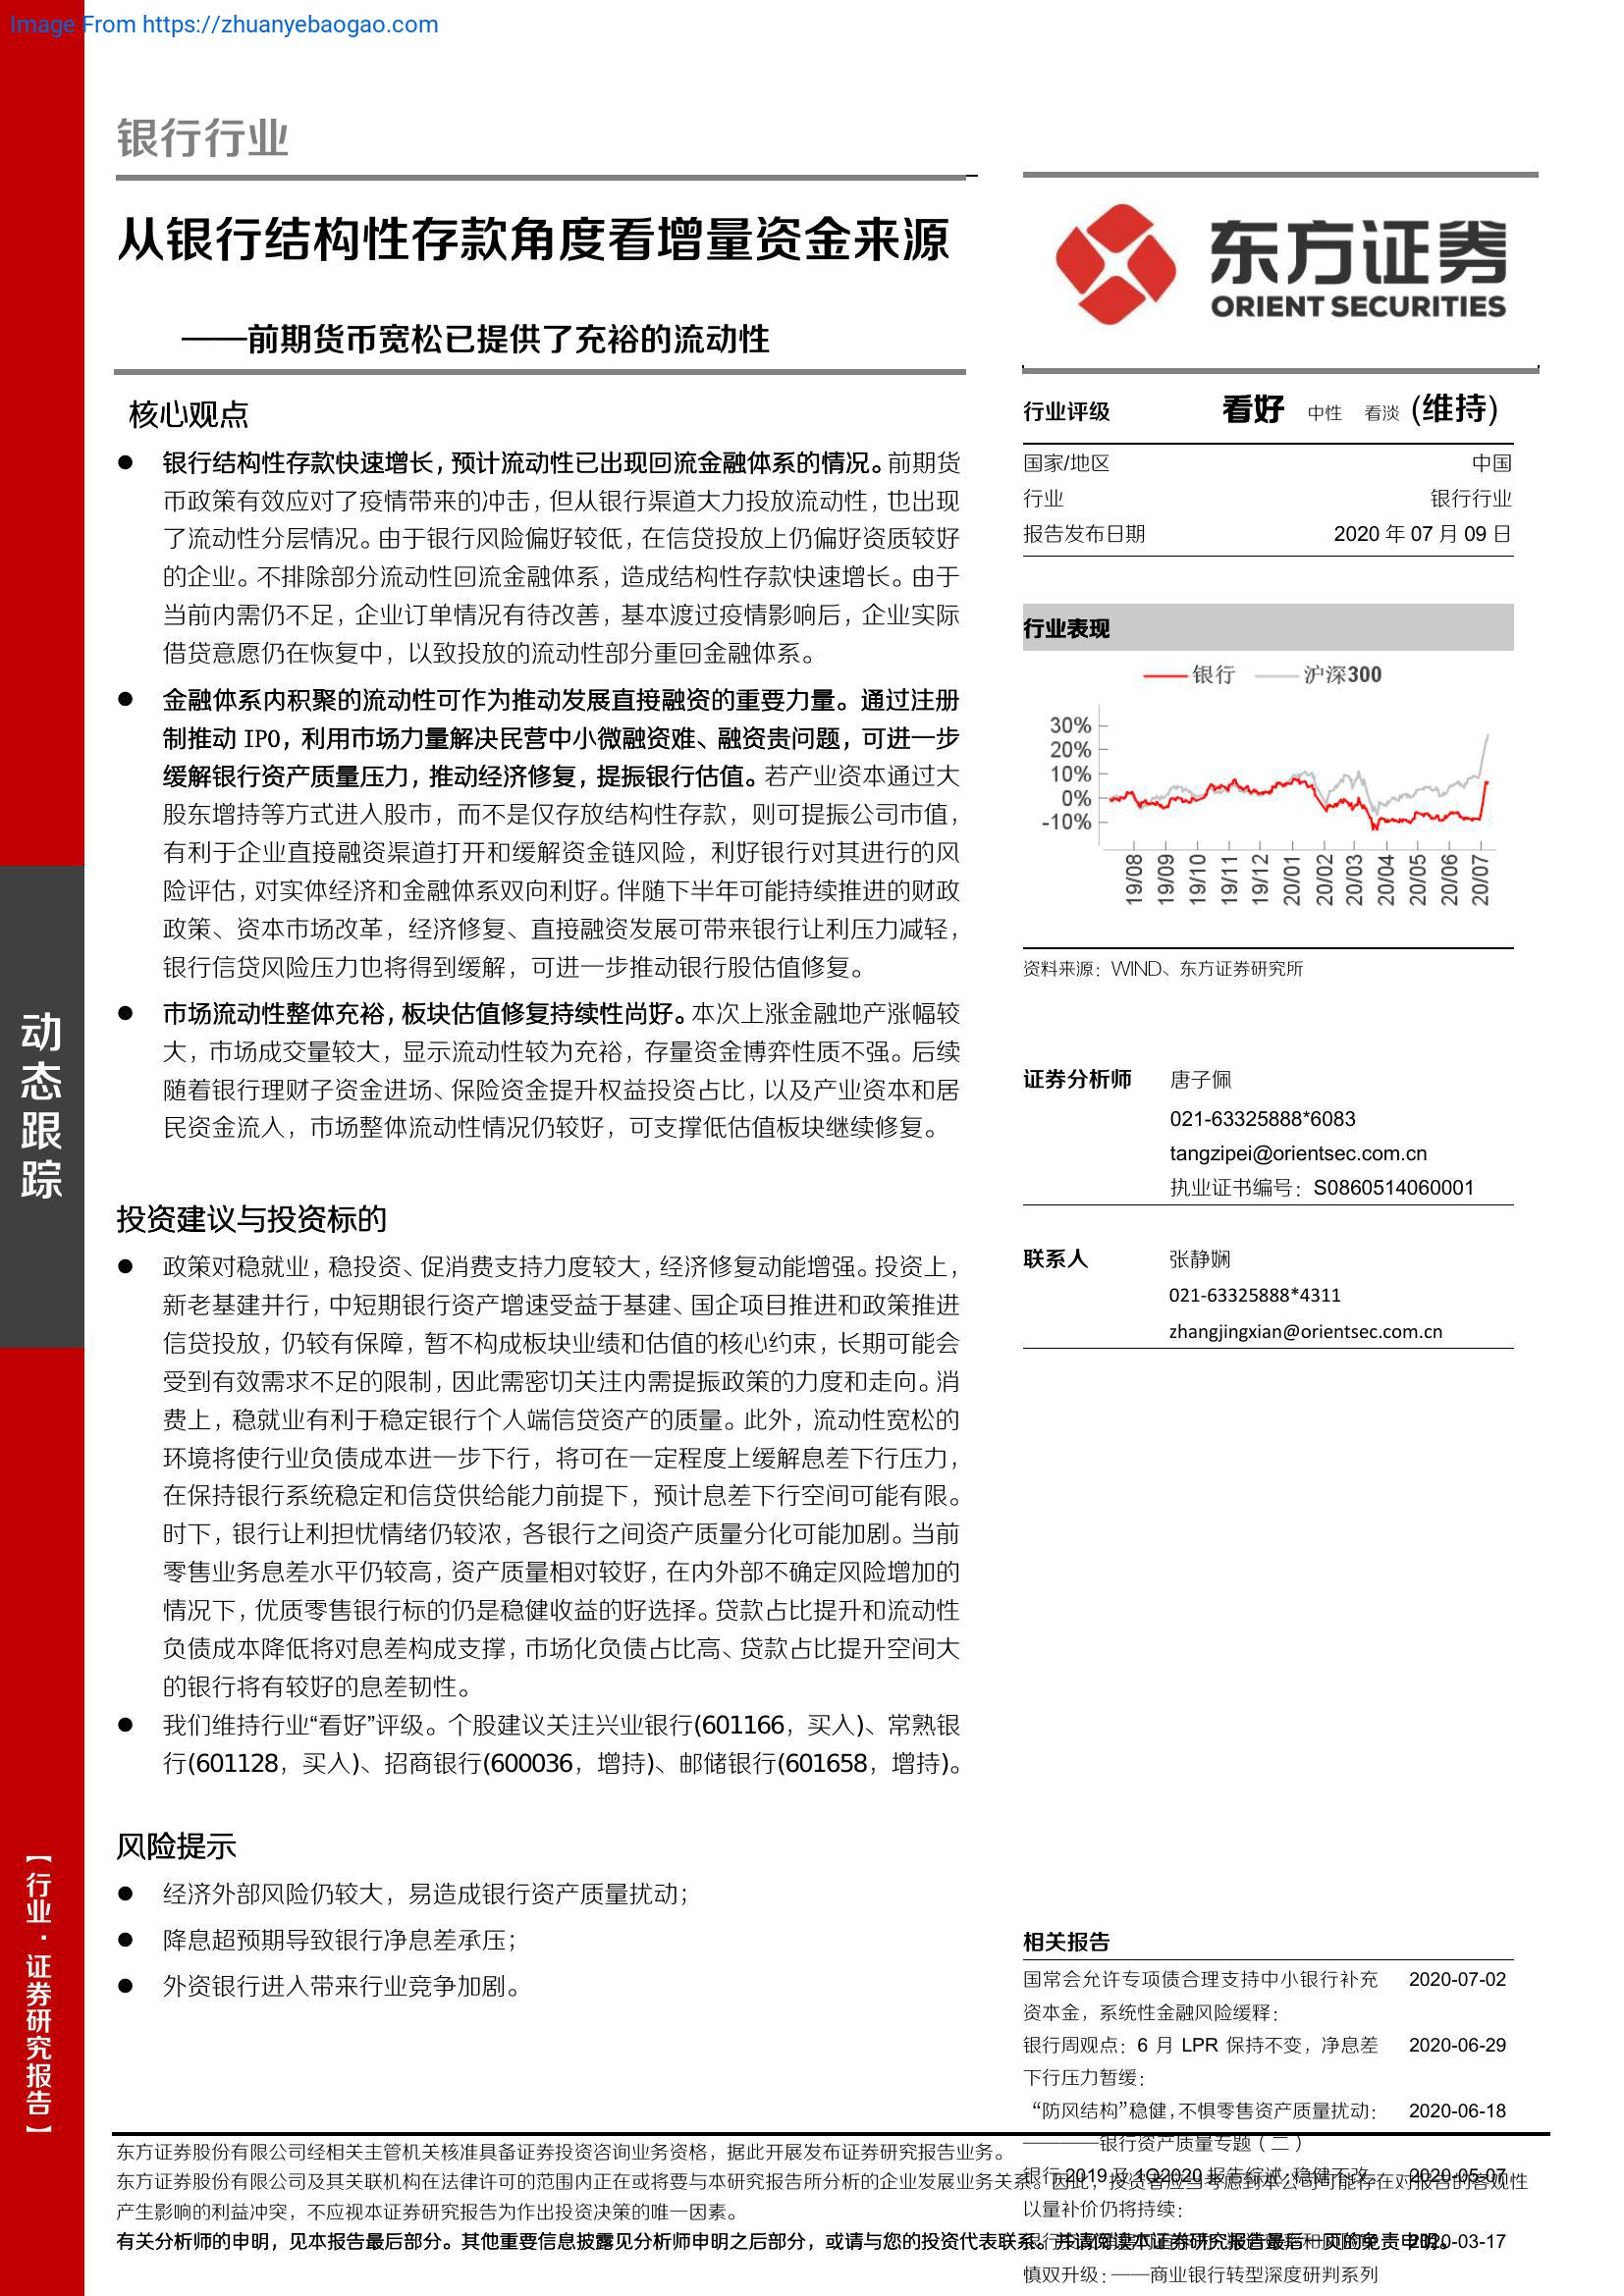 Image From https://zhuanyebaogao.com
银行行业
从银行结构性存款角度看增量资金来源
——前期货币宽松已提供了充裕的流动性
核心观点
● 银行结构性存款快速增长，预计流动性已出现回流金融体系的情况。前期货
币政策有效应对了疫情带来的冲击，但从银行渠道大力投放流动性，也出现
了流动性分层情况。由于银行风险偏好较低，在信贷投放上仍偏好资质较好
的企业。不排除部分流动性回流金融体系，造成结构性存款快速增长。由于
当前内需仍不足，企业订单情况有待改善，基本渡过疫情影响后，企业实际
借贷意愿仍在恢复中，以致投放的流动性部分重回金融体系。
● 金融体系内积聚的流动性可作为推动发展直接融资的重要力量。通过注册
制推动 IPO，利用市场力量解决民营中小微融资难、融资贵问题，可进一步
缓解银行资产质量压力，推动经济修复，提振银行估值。若产业资本通过大
股东增持等方式进入股市，而不是仅存放结构性存款，则可提振公司市值，
有利于企业直接融资渠道打开和缓解资金链风险，利好银行对其进行的风
险评估，对实体经济和金融体系双向利好。伴随下半年可能持续推进的财政
政策、资本市场改革，经济修复、直接融资发展可带来银行让利压力减轻，
银行信贷风险压力也将得到缓解，可进一步推动银行股估值修复。
● 市场流动性整体充裕，板块估值修复持续性尚好。本次上涨金融地产涨幅较
大，市场成交量较大，显示流动性较为充裕，存量资金博弈性质不强。后续
随着银行理财子资金进场、保险资金提升权益投资占比，以及产业资本和居
民资金流入，市场整体流动性情况仍较好，可支撑低估值板块继续修复。
投资建议与投资标的
● 政策对稳就业，稳投资、促消费支持力度较大，经济修复动能增强。投资上，
新老基建并行，中短期银行资产增速受益于基建、国企项目推进和政策推进
信贷投放，仍较有保障，暂不构成板块业绩和估值的核心约束，长期可能会
受到有效需求不足的限制，因此需密切关注内需提振政策的力度和走向。消
费上，稳就业有利于稳定银行个人端信贷资产的质量。此外，流动性宽松的
环境将使行业负债成本进一步下行，将可在一定程度上缓解息差下行压力，
在保持银行系统稳定和信贷供给能力前提下，预计息差下行空间可能有限。
时下，银行让利担忧情绪仍较浓，各银行之间资产质量分化可能加剧。当前
零售业务息差水平仍较高，资产质量相对较好，在内外部不确定风险增加的
情况下，优质零售银行标的仍是稳健收益的好选择。贷款占比提升和流动性
负债成本降低将对息差构成支撑，市场化负债占比高、贷款占比提升空间大
的银行将有较好的息差韧性。
● 我们维持行业“看好”评级。个股建议关注兴业银行(601166，买入)、常熟银
行(601128，买入)、招商银行(600036，增持)、邮储银行(601658，增持)。
风险提示
● 经济外部风险仍较大，易造成银行资产质量扰动；
● 降息超预期导致银行净息差承压；
● 外资银行进入带来行业竞争加剧。
东方证券
ORIENT SECURITIES
行业评级 看好 中性 看淡 (维持)
国家/地区 中国
行业 银行行业
报告发布日期 2020 年 07 月 09 日
行业表现
银行 沪深300
30%
20%
10%
0%
-10%
19/08 19/09 19/10 19/11 19/12 20/01 20/02 20/03 20/04 20/05 20/06 20/07
资料来源：WIND、东方证券研究所
证券分析师 唐子佩
021-63325888*6083
tangzipei@orientsec.com.cn
执业证书编号：S0860514060001
联系人 张静娴
021-63325888*4311
zhangjingxian@orientsec.com.cn
相关报告
国常会允许专项债合理支持中小银行补充 2020-07-02
资本金，系统性金融风险缓释：
银行周观点：6 月 LPR 保持不变，净息差 2020-06-29
下行压力暂缓：
“防风结构”稳健，不惧零售资产质量扰动： 2020-06-18
————银行资产质量专题（二）
银行 2019 及 1Q2020 报告综述：稳健不改， 2020-05-07
以量补价仍将持续：
2020-03-17
慎双升级：——商业银行转型深度研判系列
动态跟踪
【行业·证券研究报告】
东方证券股份有限公司经相关主管机关核准具备证券投资咨询业务资格，据此开展发布证券研究报告业务。
东方证券股份有限公司及其关联机构在法律许可的范围内正在或将要与本研究报告所分析的企业发展业务关系。因此，投资者应当考虑到本公司可能存在对报告的客观性
产生影响的利益冲突，不应视本证券研究报告为作出投资决策的唯一因素。
有关分析师的申明，见本报告最后部分。其他重要信息披露见分析师申明之后部分，或请与您的投资代表联系。并请阅读本证券研究报告最后一页的免责申明。